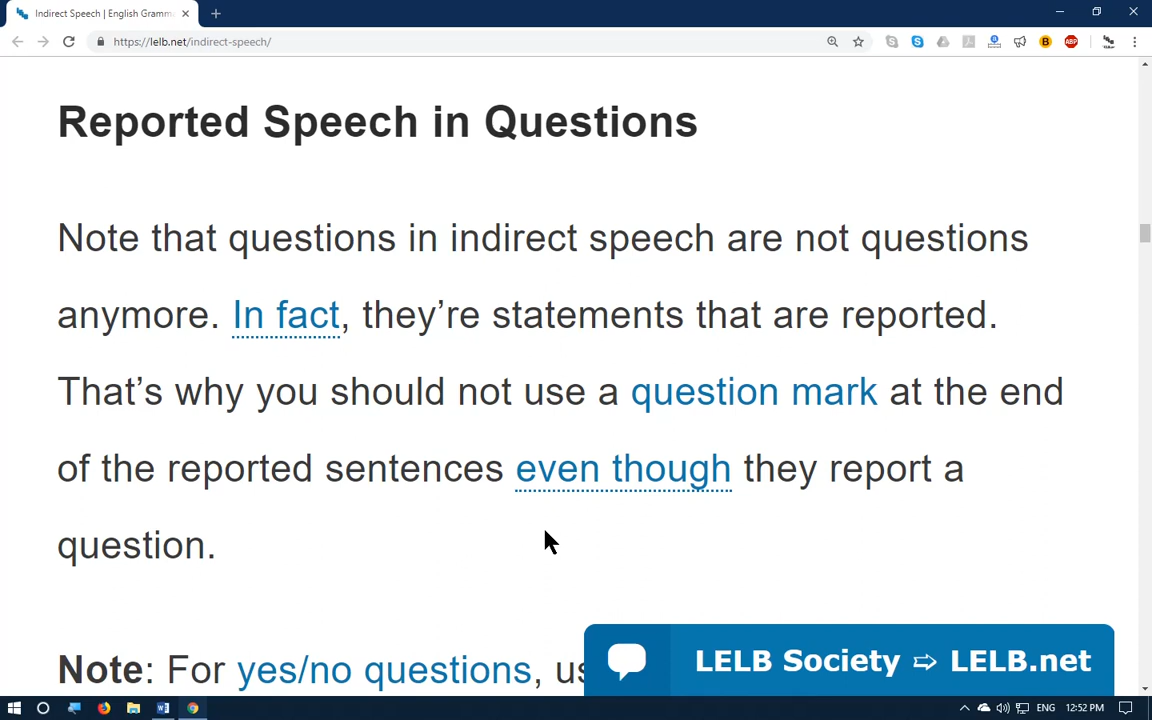 Indirect Speech | English Gramm
https://lelb.net/indirect-speech/
Reported Speech in Questions
Note that questions in indirect speech are not questions
anymore. In fact, they’re statements that are reported.
That’s why you should not use a question mark at the end
of the reported sentences even though they report a
question.
Note: For yes/no questions, us
LELB Society ⇨ LELB.net
ENG 12:52 PM